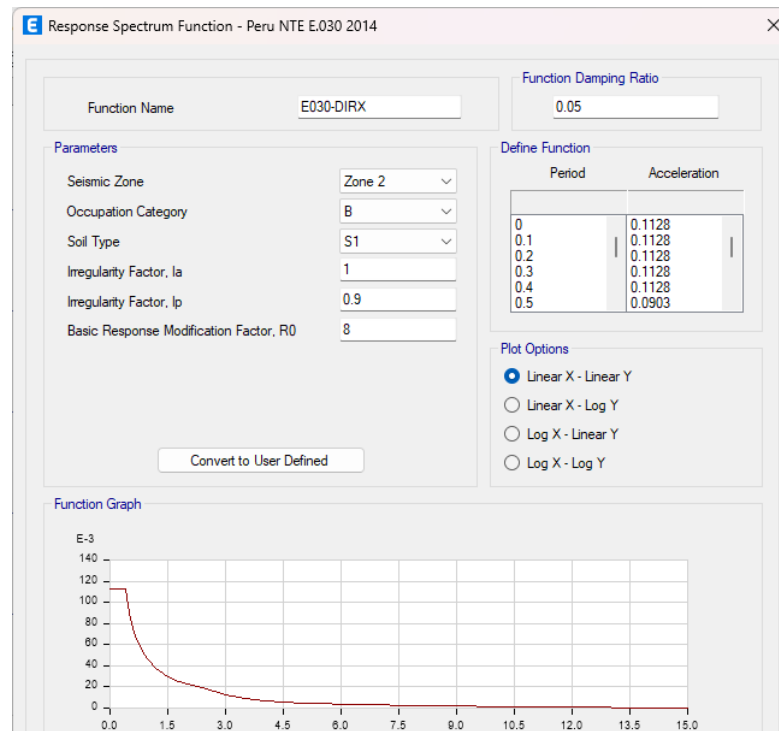 E Response Spectrum Function - Peru NTE E.030 2014
Function Name E030-DIRX
Function Damping Ratio
0.05
Parameters
Seismic Zone Zone 2
Occupation Category B
Soil Type S1
Irregularity Factor, Ia 1
Irregularity Factor, Ip 0.9
Basic Response Modification Factor, R0 8
Convert to User Defined
Define Function
Period Acceleration
0 0.1128
0.1 0.1128
0.2 0.1128
0.3 0.1128
0.4 0.1128
0.5 0.0903
Plot Options
Linear X - Linear Y
Linear X - Log Y
Log X - Linear Y
Log X - Log Y
Function Graph
E-3
140
120
100
80
60
40
20
0
0.0 1.5 3.0 4.5 6.0 7.5 9.0 10.5 12.0 13.5 15.0